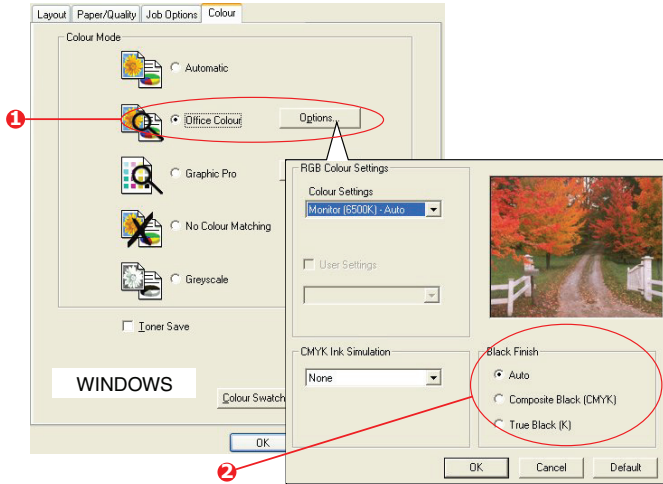 Layout Paper/Quality Job Options Colour
Colour Mode
Automatic
1
Office Colour Options...
Graphic Pro
No Colour Matching
Greyscale
Toner Save
WINDOWS
Colour Swatch
OK
RGB Colour Settings
Colour Settings
Monitor (6500K) - Auto
User Settings
CMYK Ink Simulation
None
Black Finish
Auto
Composite Black (CMYK)
True Black (K)
2
OK Cancel Default